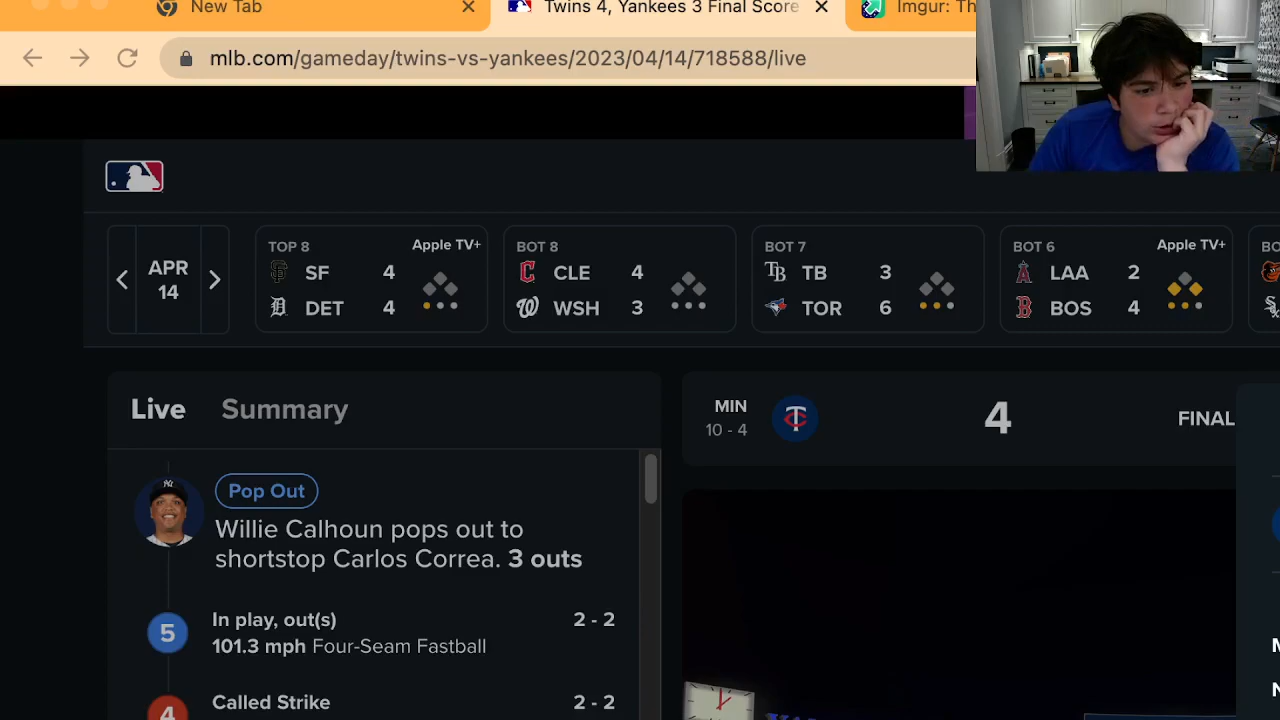 New Tab
Twins 4, Yankees 3 Final Score
Imgur: Th
mlb.com/gameday/twins-vs-yankees/2023/04/14/718588/live
APR
14
TOP 8
Apple TV+
SF 4
DET 4
BOT 8
CLE 4
WSH 3
BOT 7
TB 3
TOR 6
BOT 6
Apple TV+
LAA 2
BOS 4
Live
Summary
MIN
10 - 4
4
FINAL
Pop Out
Willie Calhoun pops out to
shortstop Carlos Correa. 3 outs
5
In play, out(s)
2 - 2
101.3 mph Four-Seam Fastball
4
Called Strike
2 - 2